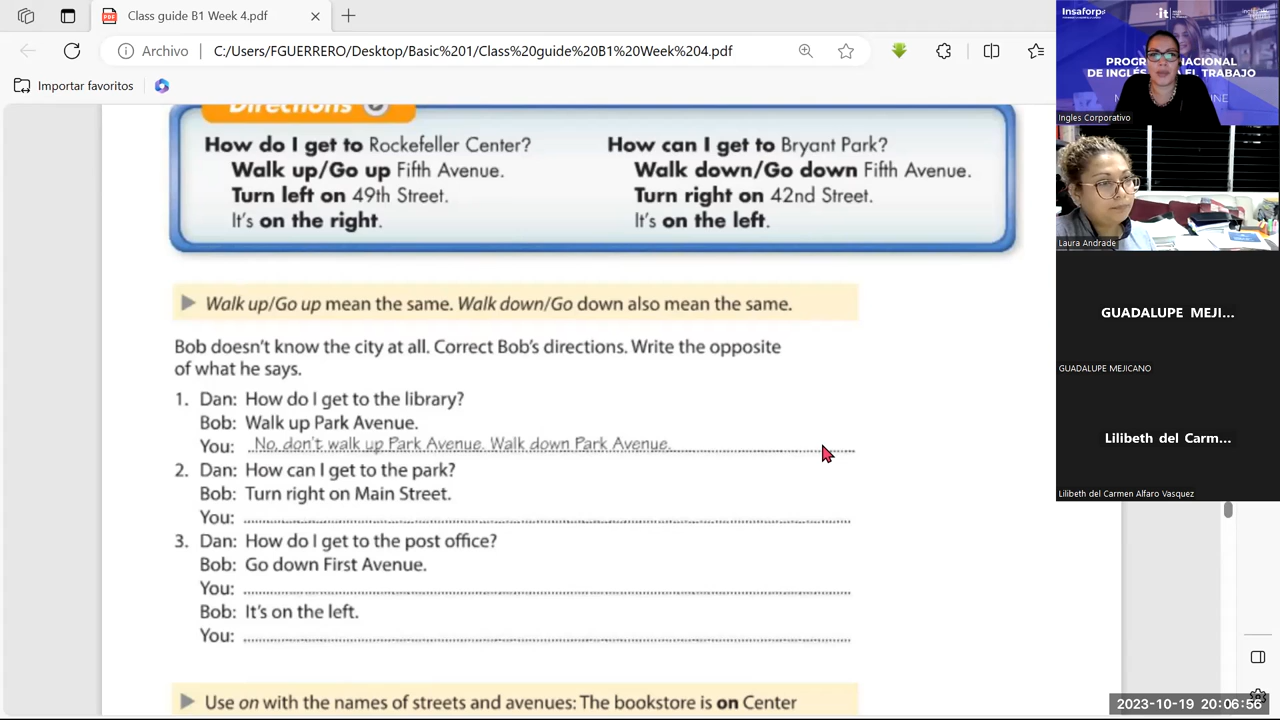 Class guide B1 Week 4.pdf
Archivo
C:/Users/FGUERRERO/Desktop/Basic%201/Class%20guide%20B1%20Week%204.pdf
Importar favoritos
Directions
How do I get to Rockefeller Center?
Walk up/Go up Fifth Avenue.
Turn left on 49th Street.
It's on the right.
How can I get to Bryant Park?
Walk down/Go down Fifth Avenue.
Turn right on 42nd Street.
It's on the left.
Walk up/Go up mean the same. Walk down/Go down also mean the same.
Bob doesn't know the city at all. Correct Bob's directions. Write the opposite
of what he says.
1. Dan: How do I get to the library?
Bob: Walk up Park Avenue.
You: No, don't walk up Park Avenue. Walk down Park Avenue.
2. Dan: How can I get to the park?
Bob: Turn right on Main Street.
You:
3. Dan: How do I get to the post office?
Bob: Go down First Avenue.
You:
Bob: It's on the left.
You:
Use on with the names of streets and avenues: The bookstore is on Center
Insaforp
it
PROGR NACIONAL
DE INGLÉS EL TRABAJO
Ingles Corporativo
Laura Andrade
GUADALUPE MEJI...
GUADALUPE MEJICANO
Lilibeth del Carm...
Lilibeth del Carmen Alfaro Vasquez
2023-10-19 20:06:56